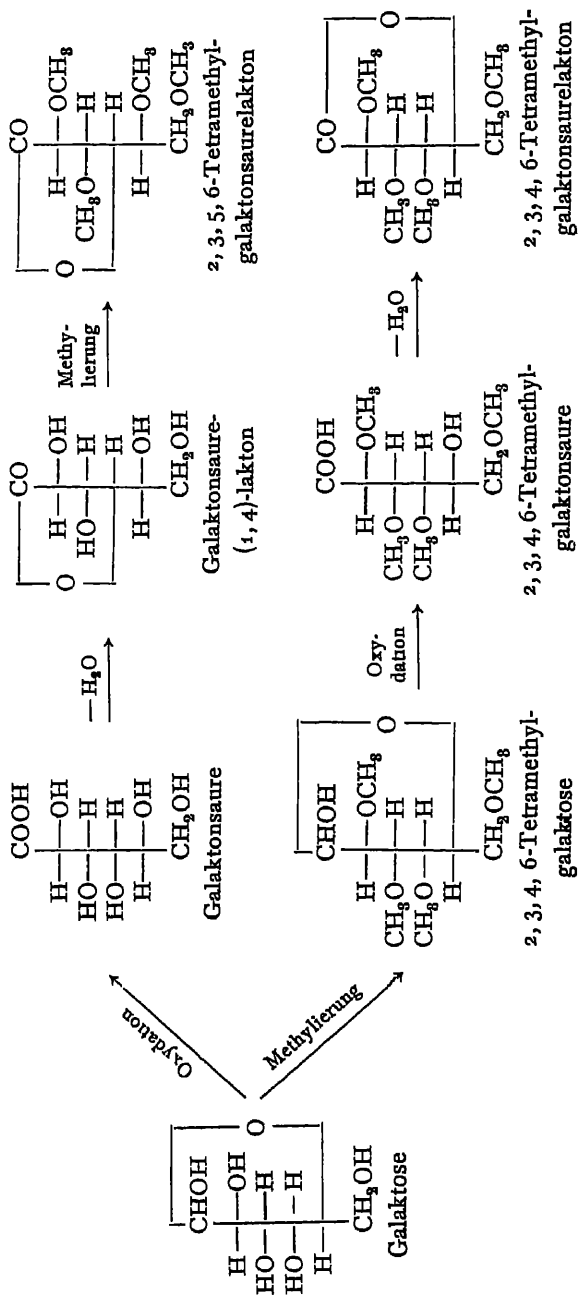 Galaktose
CHOH
H—OH
HO—H
HO—H
H—
O
CH₂OH
Oxydation
Methylierung
COOH
H—OH
HO—H
HO—H
H—OH
CH₂OH
Galaktonsaure
—H₂O
CO
H—OH
HO—H
O
H
H—OH
CH₂OH
Galaktonsaure-
(1, 4)-lakton
Methy-
lierung
CO
H—OCH₃
CH₃O—H
O
H
H—OCH₃
CH₂OCH₃
2, 3, 5, 6-Tetramethyl-
galaktonsaurelakton
CHOH
H—OCH₃
CH₃O—H
CH₃O—H
H—
O
CH₂OCH₃
2, 3, 4, 6-Tetramethyl-
galaktose
Oxy-
dation
COOH
H—OCH₃
CH₃O—H
CH₃O—H
H—OH
CH₂OCH₃
2, 3, 4, 6-Tetramethyl-
galaktonsaure
—H₂O
CO
H—OCH₃
CH₃O—H
CH₃O—H
H—
O
CH₂OCH₃
2, 3, 4, 6-Tetramethyl-
galaktonsaurelakton